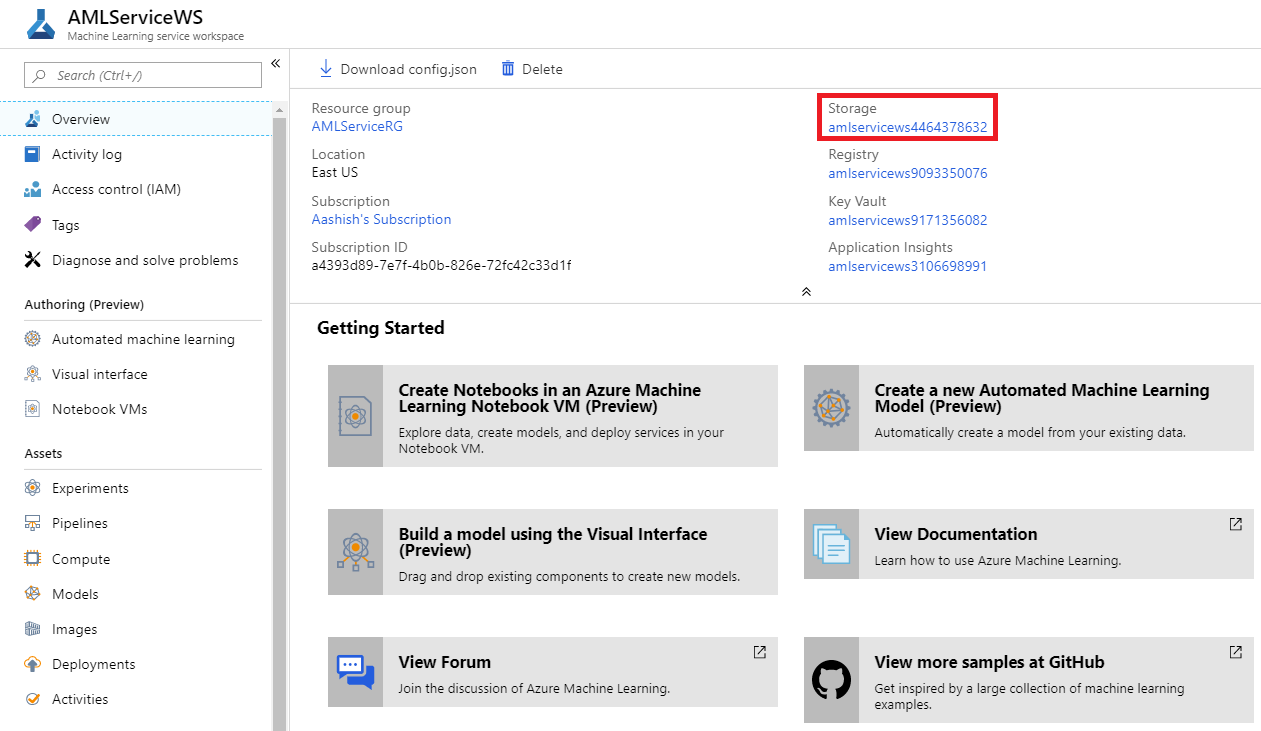 AMLServiceWS
Machine Learning service workspace
Search (Ctrl+/)
Overview
Activity log
Access control (IAM)
Tags
Diagnose and solve problems
Authoring (Preview)
Automated machine learning
Visual interface
Notebook VMs
Assets
Experiments
Pipelines
Compute
Models
Images
Deployments
Activities
Download config.json
Delete
Resource group
AMLServiceRG
Location
East US
Subscription
Aashish's Subscription
Subscription ID
a4393d89-7e7f-4b0b-826e-72fc42c33d1f
Storage
amlservicews4464378632
Registry
amlservicews9093350076
Key Vault
amlservicews9171356082
Application Insights
amlservicews3106698991
Getting Started
Create Notebooks in an Azure Machine
Learning Notebook VM (Preview)
Explore data, create models, and deploy services in your
Notebook VM.
Create a new Automated Machine Learning
Model (Preview)
Automatically create a model from your existing data.
Build a model using the Visual Interface
(Preview)
Drag and drop existing components to create new models.
View Documentation
Learn how to use Azure Machine Learning.
View Forum
Join the discussion of Azure Machine Learning.
View more samples at GitHub
Get inspired by a large collection of machine learning
examples.